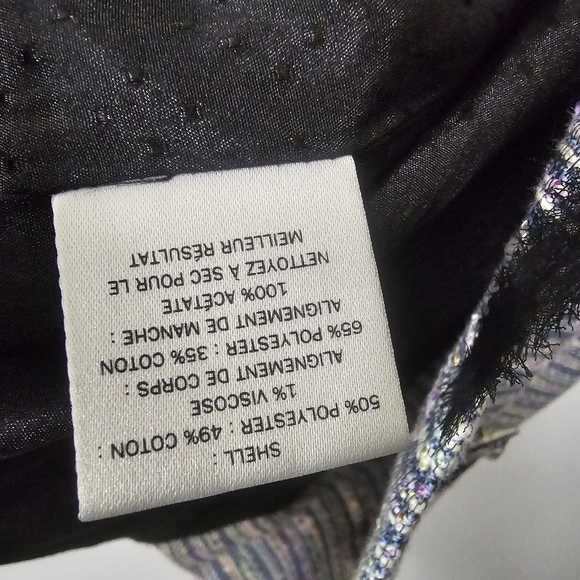 SHELL :
50% POLYESTER : 49% COTON :
1% VISCOSE
ALIGNEMENT DE CORPS :
65% POLYESTER : 35% COTON
ALIGNEMENT DE MANCHE :
100% ACÉTATE
NETTOYEZ A SEC POUR LE
MEILLEUR RÉSULTAT